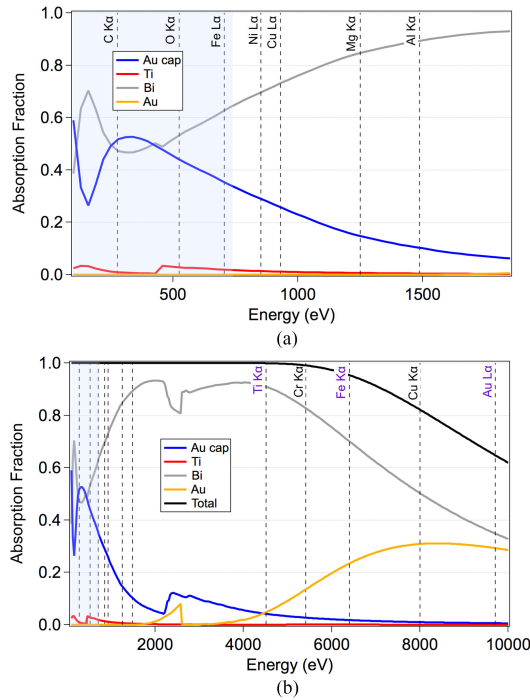 1.0
0.8
0.6
0.4
0.2
0.0
Absorption Fraction
C Kα
O Kα
Fe Lα
Ni Lα
Cu Lα
Mg Kα
Al Kα
Au cap
Ti
Bi
Au
500
1000
1500
Energy (eV)
(a)
1.0
0.8
0.6
0.4
0.2
0.0
Absorption Fraction
Ti Kα
Cr Kα
Fe Kα
Cu Kα
Au Lα
Au cap
Ti
Bi
Au
Total
2000
4000
6000
8000
10000
Energy (eV)
(b)